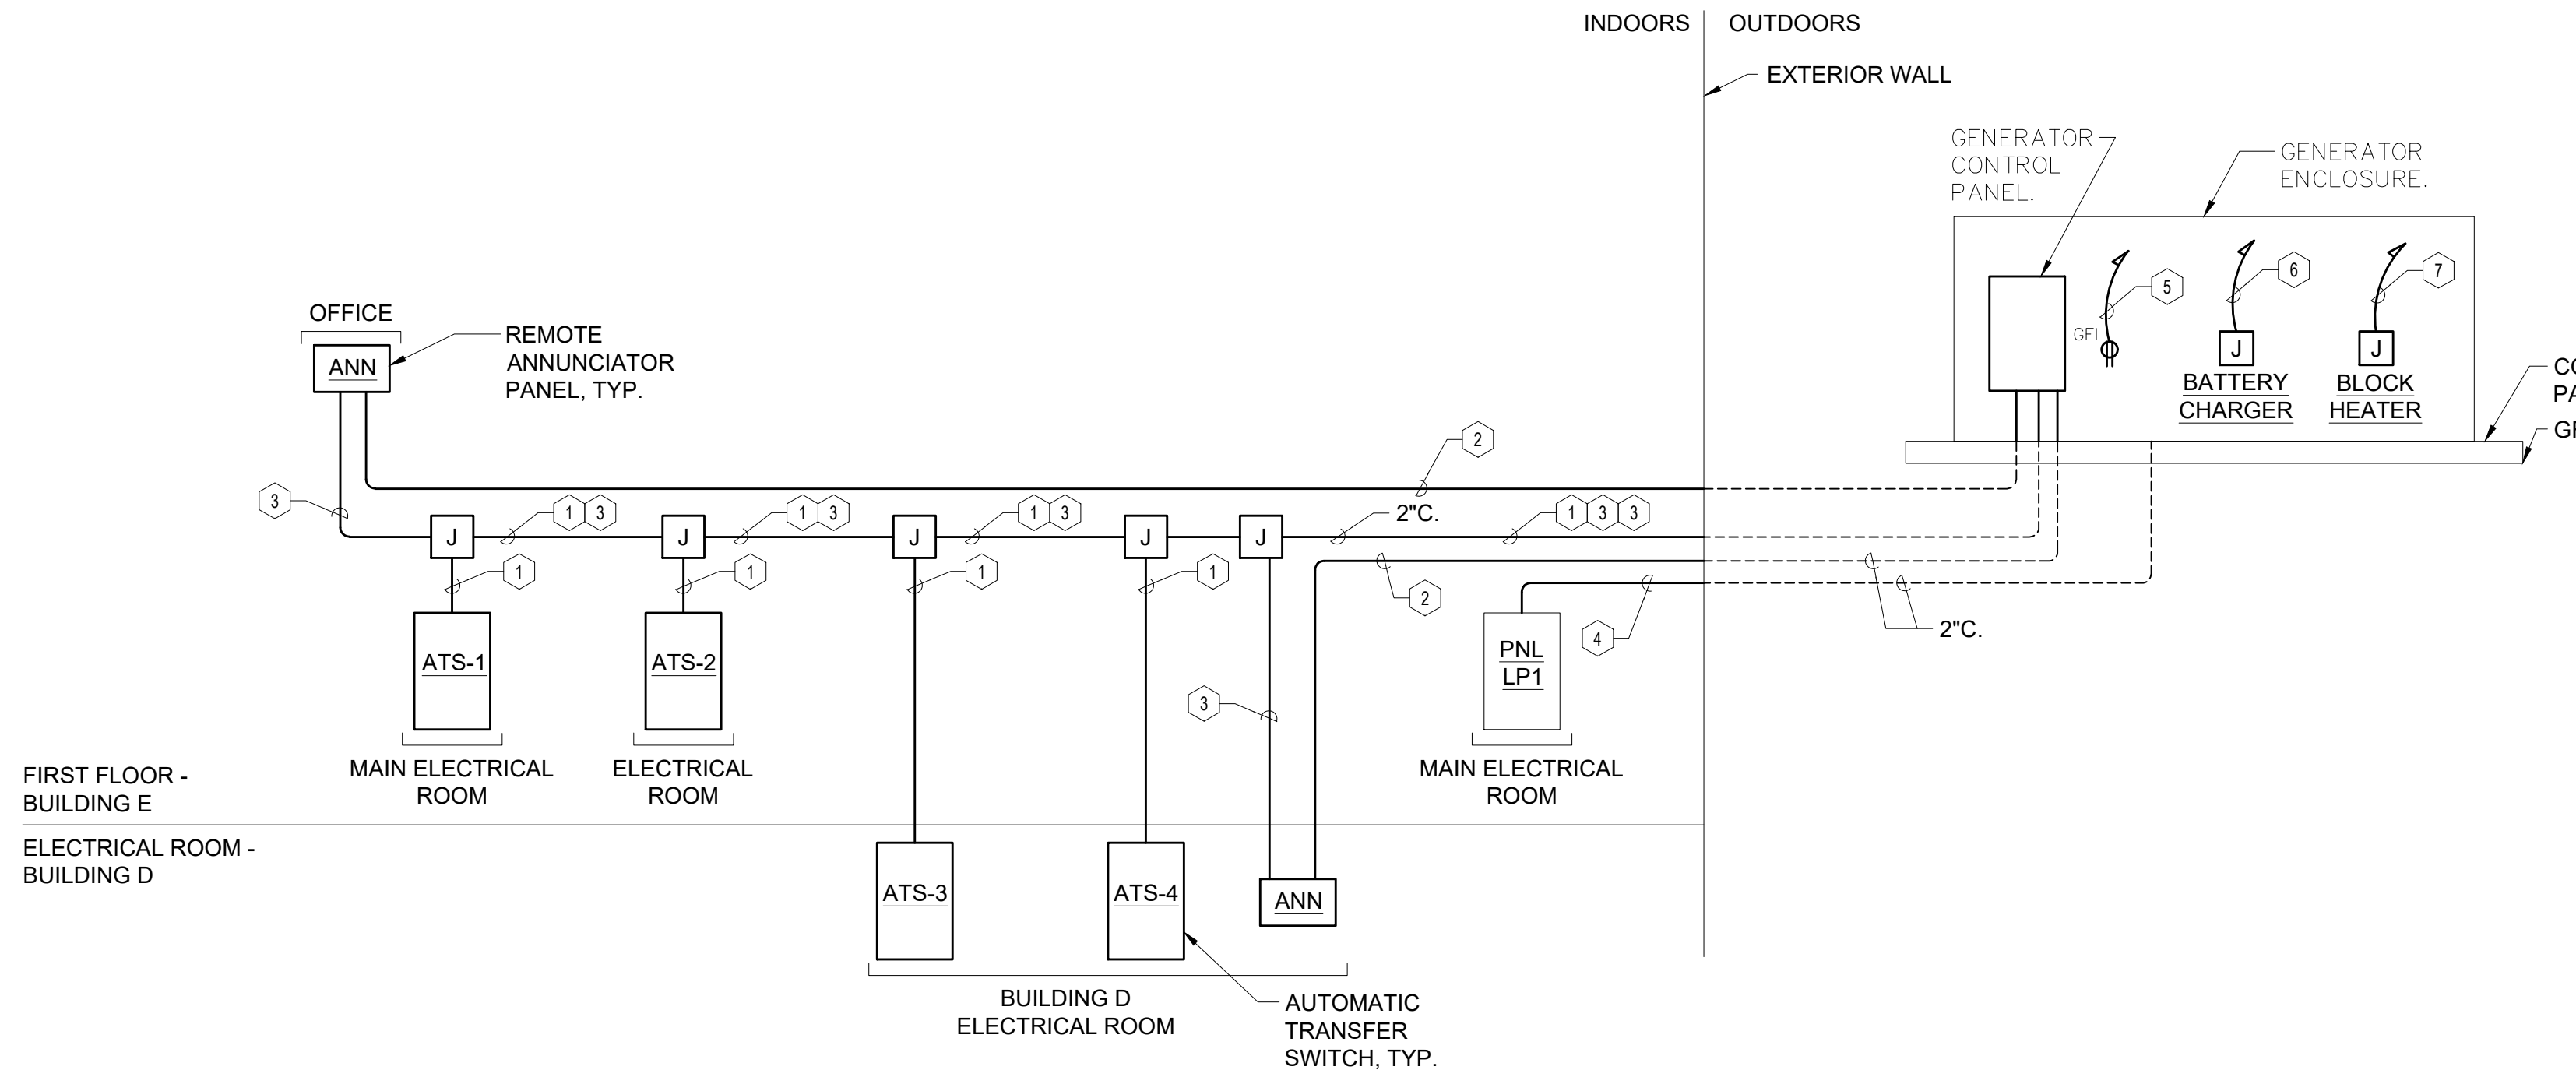 INDOORS
OUTDOORS
EXTERIOR WALL
GENERATOR
CONTROL
PANEL.
GENERATOR
ENCLOSURE.
5
6
7
GFI
J
J
BATTERY
CHARGER
BLOCK
HEATER
OFFICE
ANN
REMOTE
ANNUNCIATOR
PANEL, TYP.
2
3
1 3
1 3
1 3
2"C.
1 3 3
J
J
J
J
J
1
1
1
1
2
4
2"C.
ATS-1
ATS-2
3
PNL
LP1
MAIN ELECTRICAL
ROOM
ELECTRICAL
ROOM
MAIN ELECTRICAL
ROOM
FIRST FLOOR -
BUILDING E
ELECTRICAL ROOM -
BUILDING D
ATS-3
ATS-4
ANN
BUILDING D
ELECTRICAL ROOM
AUTOMATIC
TRANSFER
SWITCH, TYP.